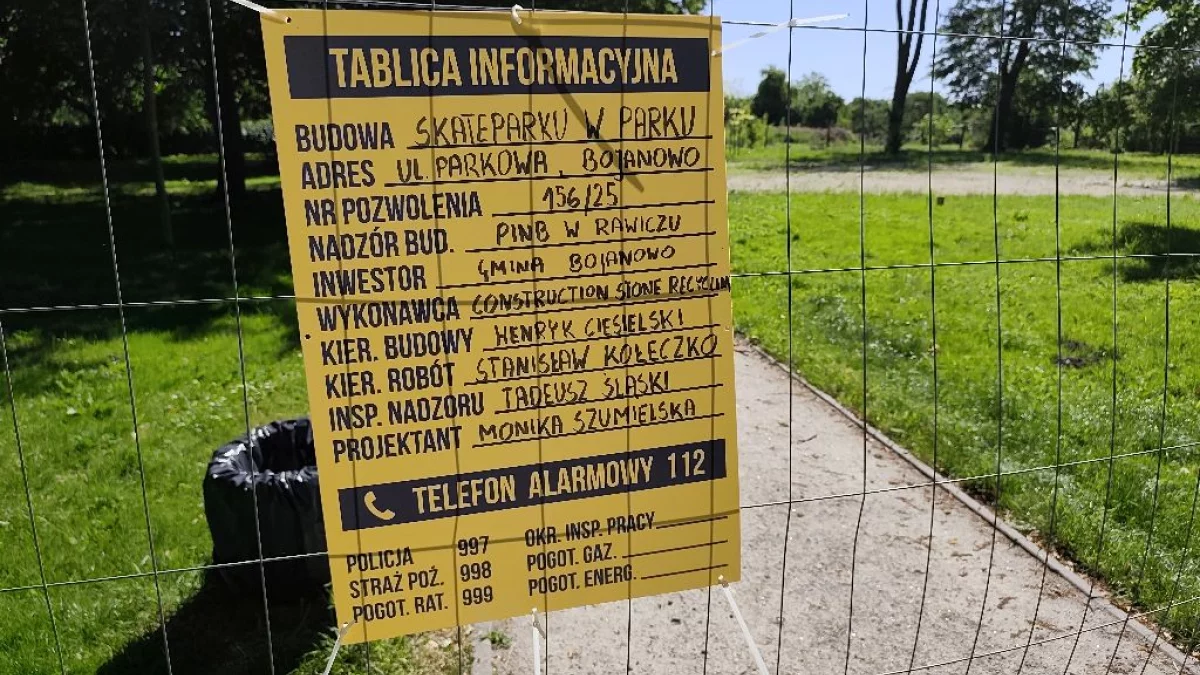 TABLICA INFORMACYJNA
BUDOWA SKATEPARKU W PARKU
ADRES UL. PARKOWA, BOJANOWO
NR POZWOLENIA 156/25
NADZÓR BUD. PINB W RAWICZU
INWESTOR GMINA BOJANOWO
WYKONAWCA CONSTRUCTION STONE
KIER. BUDOWY HENRYK CIESIELSKI
KIER. ROBÓT STANISŁAW KOŁECZKO
INSP. NADZORU TADEUSZ ŚLĄSKI
PROJEKTANT MONIKA SZUMIELSKA
TELEFON ALARMOWY 112
POLICJA 997
STRAŻ POŻ. 998
POGOT. RAT. 999
OKR. INSP. PRACY
POGOT. GAZ.
POGOT. ENERG.